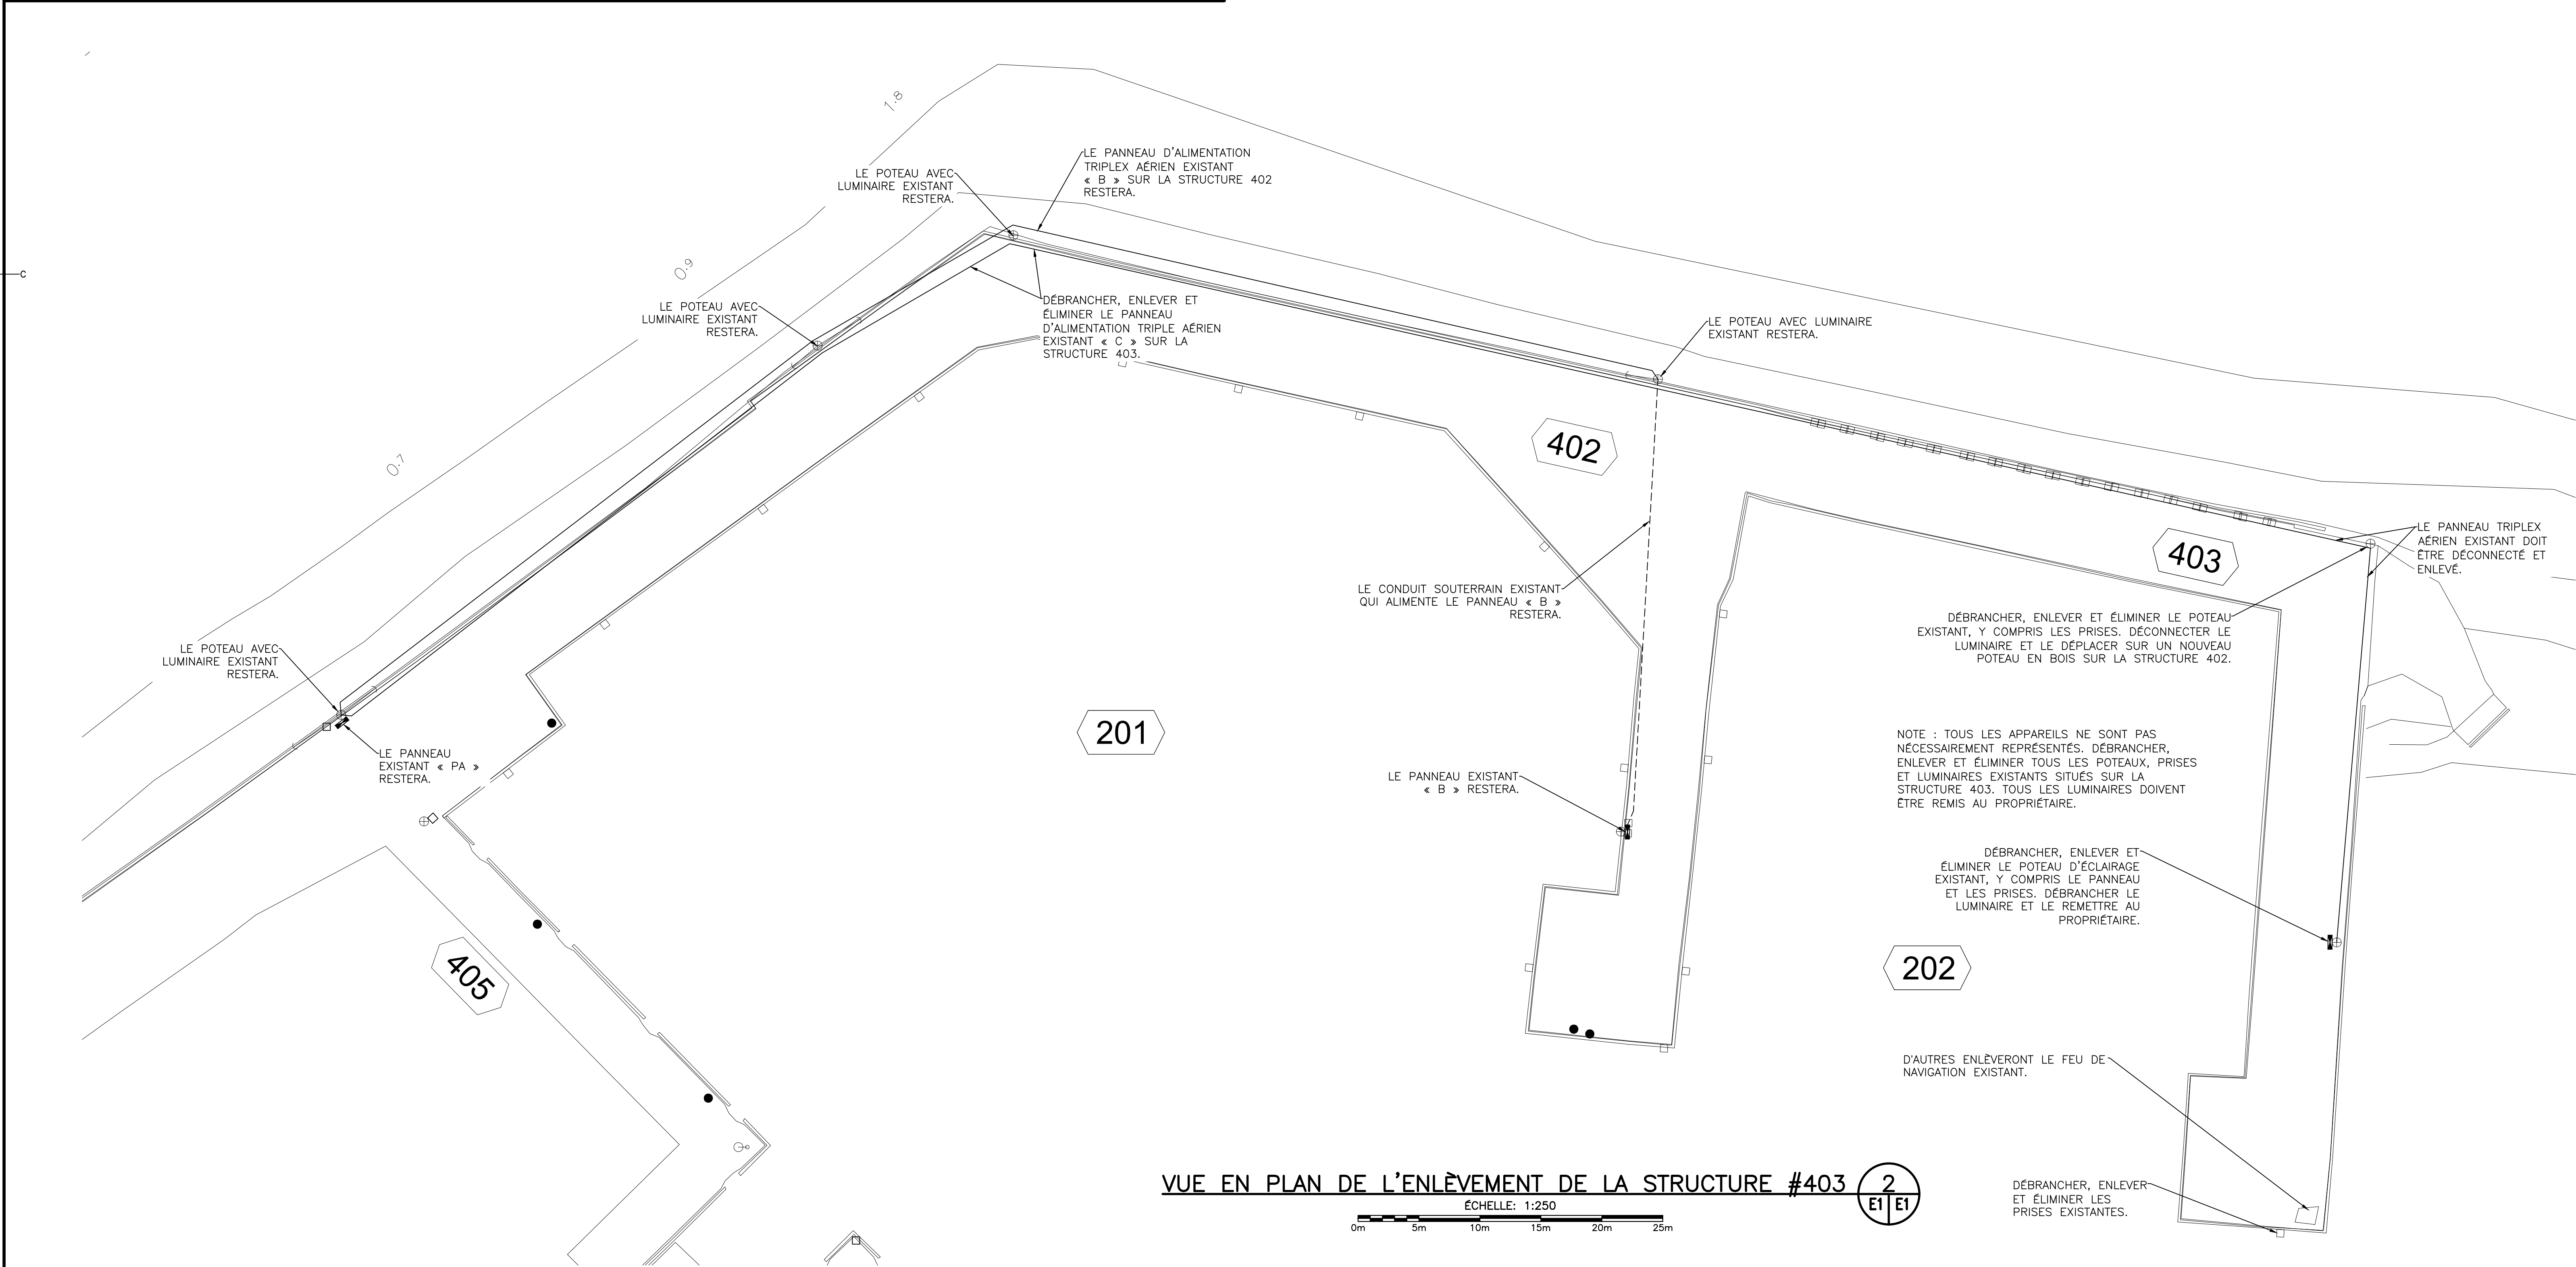 1.8
LE PANNEAU D'ALIMENTATION
TRIPLEX AÉRIEN EXISTANT
« B » SUR LA STRUCTURE 402
RESTERA.
LE POTEAU AVEC
LUMINAIRE EXISTANT
RESTERA.
0.9
C
LE POTEAU AVEC
LUMINAIRE EXISTANT
RESTERA.
DÉBRANCHER, ENLEVER ET
ÉLIMINER LE PANNEAU
D'ALIMENTATION TRIPLE AÉRIEN
EXISTANT « C » SUR LA
STRUCTURE 403.
LE POTEAU AVEC LUMINAIRE
EXISTANT RESTERA.
0.7
402
403
LE PANNEAU TRIPLEX
AÉRIEN EXISTANT DOIT
ÊTRE DÉCONNECTÉ ET
ENLEVÉ.
LE CONDUIT SOUTERRAIN EXISTANT
QUI ALIMENTE LE PANNEAU « B »
RESTERA.
DÉBRANCHER, ENLEVER ET ÉLIMINER LE POTEAU
EXISTANT, Y COMPRIS LES PRISES. DÉCONNECTER LE
LUMINAIRE ET LE DÉPLACER SUR UN NOUVEAU
POTEAU EN BOIS SUR LA STRUCTURE 402.
LE POTEAU AVEC
LUMINAIRE EXISTANT
RESTERA.
201
LE PANNEAU
EXISTANT « PA »
RESTERA.
NOTE : TOUS LES APPAREILS NE SONT PAS
NÉCESSAIREMENT REPRÉSENTÉS. DÉBRANCHER,
ENLEVER ET ÉLIMINER TOUS LES POTEAUX, PRISES
ET LUMINAIRES EXISTANTS SITUÉS SUR LA
STRUCTURE 403. TOUS LES LUMINAIRES DOIVENT
ÊTRE REMIS AU PROPRIÉTAIRE.
LE PANNEAU EXISTANT
« B » RESTERA.
DÉBRANCHER, ENLEVER ET
ÉLIMINER LE POTEAU D'ÉCLAIRAGE
EXISTANT, Y COMPRIS LE PANNEAU
ET LES PRISES. DÉBRANCHER LE
LUMINAIRE ET LE REMETTRE AU
PROPRIÉTAIRE.
405
202
D'AUTRES ENLÈVERONT LE FEU DE
NAVIGATION EXISTANT.
DÉBRANCHER, ENLEVER
ET ÉLIMINER LES
PRISES EXISTANTES.
VUE EN PLAN DE L'ENLÈVEMENT DE LA STRUCTURE #403
2
E1 E1
ÉCHELLE: 1:250
0m 5m 10m 15m 20m 25m